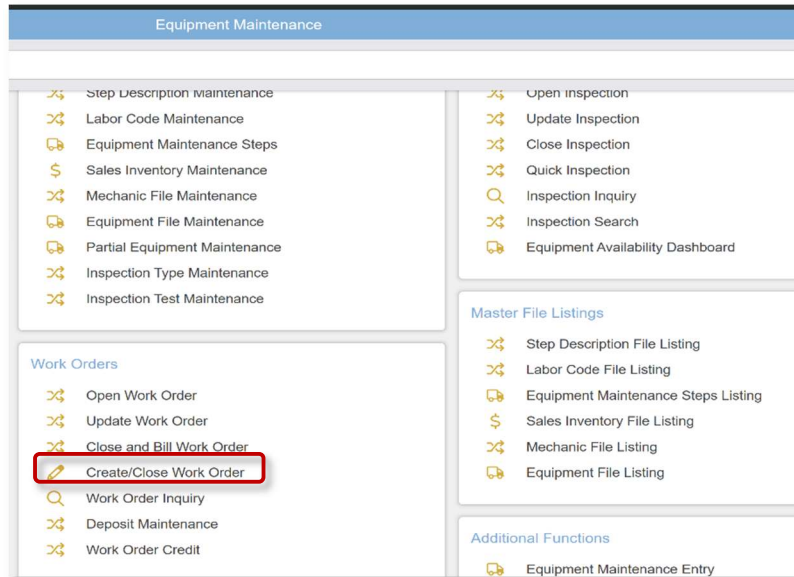 Equipment Maintenance
Step Description Maintenance
Labor Code Maintenance
Equipment Maintenance Steps
Sales Inventory Maintenance
Mechanic File Maintenance
Equipment File Maintenance
Partial Equipment Maintenance
Inspection Type Maintenance
Inspection Test Maintenance
Work Orders
Open Work Order
Update Work Order
Close and Bill Work Order
Create/Close Work Order
Work Order Inquiry
Deposit Maintenance
Work Order Credit
Open Inspection
Update Inspection
Close Inspection
Quick Inspection
Inspection Inquiry
Inspection Search
Equipment Availability Dashboard
Master File Listings
Step Description File Listing
Labor Code File Listing
Equipment Maintenance Steps Listing
Sales Inventory File Listing
Mechanic File Listing
Equipment File Listing
Additional Functions
Equipment Maintenance Entry